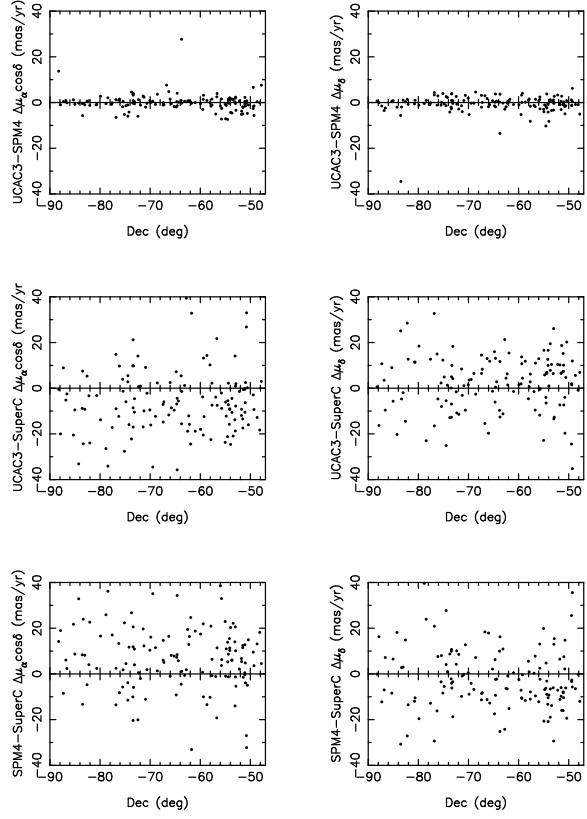 UCAC3−SPM4 Δμαcosδ (mas/yr)
40
20
0
−20
−40
−90 −80 −70 −60 −50
Dec (deg)
UCAC3−SPM4 Δμδ (mas/yr)
40
20
0
−20
−40
−90 −80 −70 −60 −50
Dec (deg)
UCAC3−SuperC Δμαcosδ (mas/yr
40
20
0
−20
−40
−90 −80 −70 −60 −50
Dec (deg)
UCAC3−SuperC Δμδ (mas/yr)
40
20
0
−20
−40
−90 −80 −70 −60 −50
Dec (deg)
SPM4−SuperC Δμαcosδ (mas/yr)
40
20
0
−20
−40
−90 −80 −70 −60 −50
Dec (deg)
SPM4−SuperC Δμδ (mas/yr)
40
20
0
−20
−40
−90 −80 −70 −60 −50
Dec (deg)